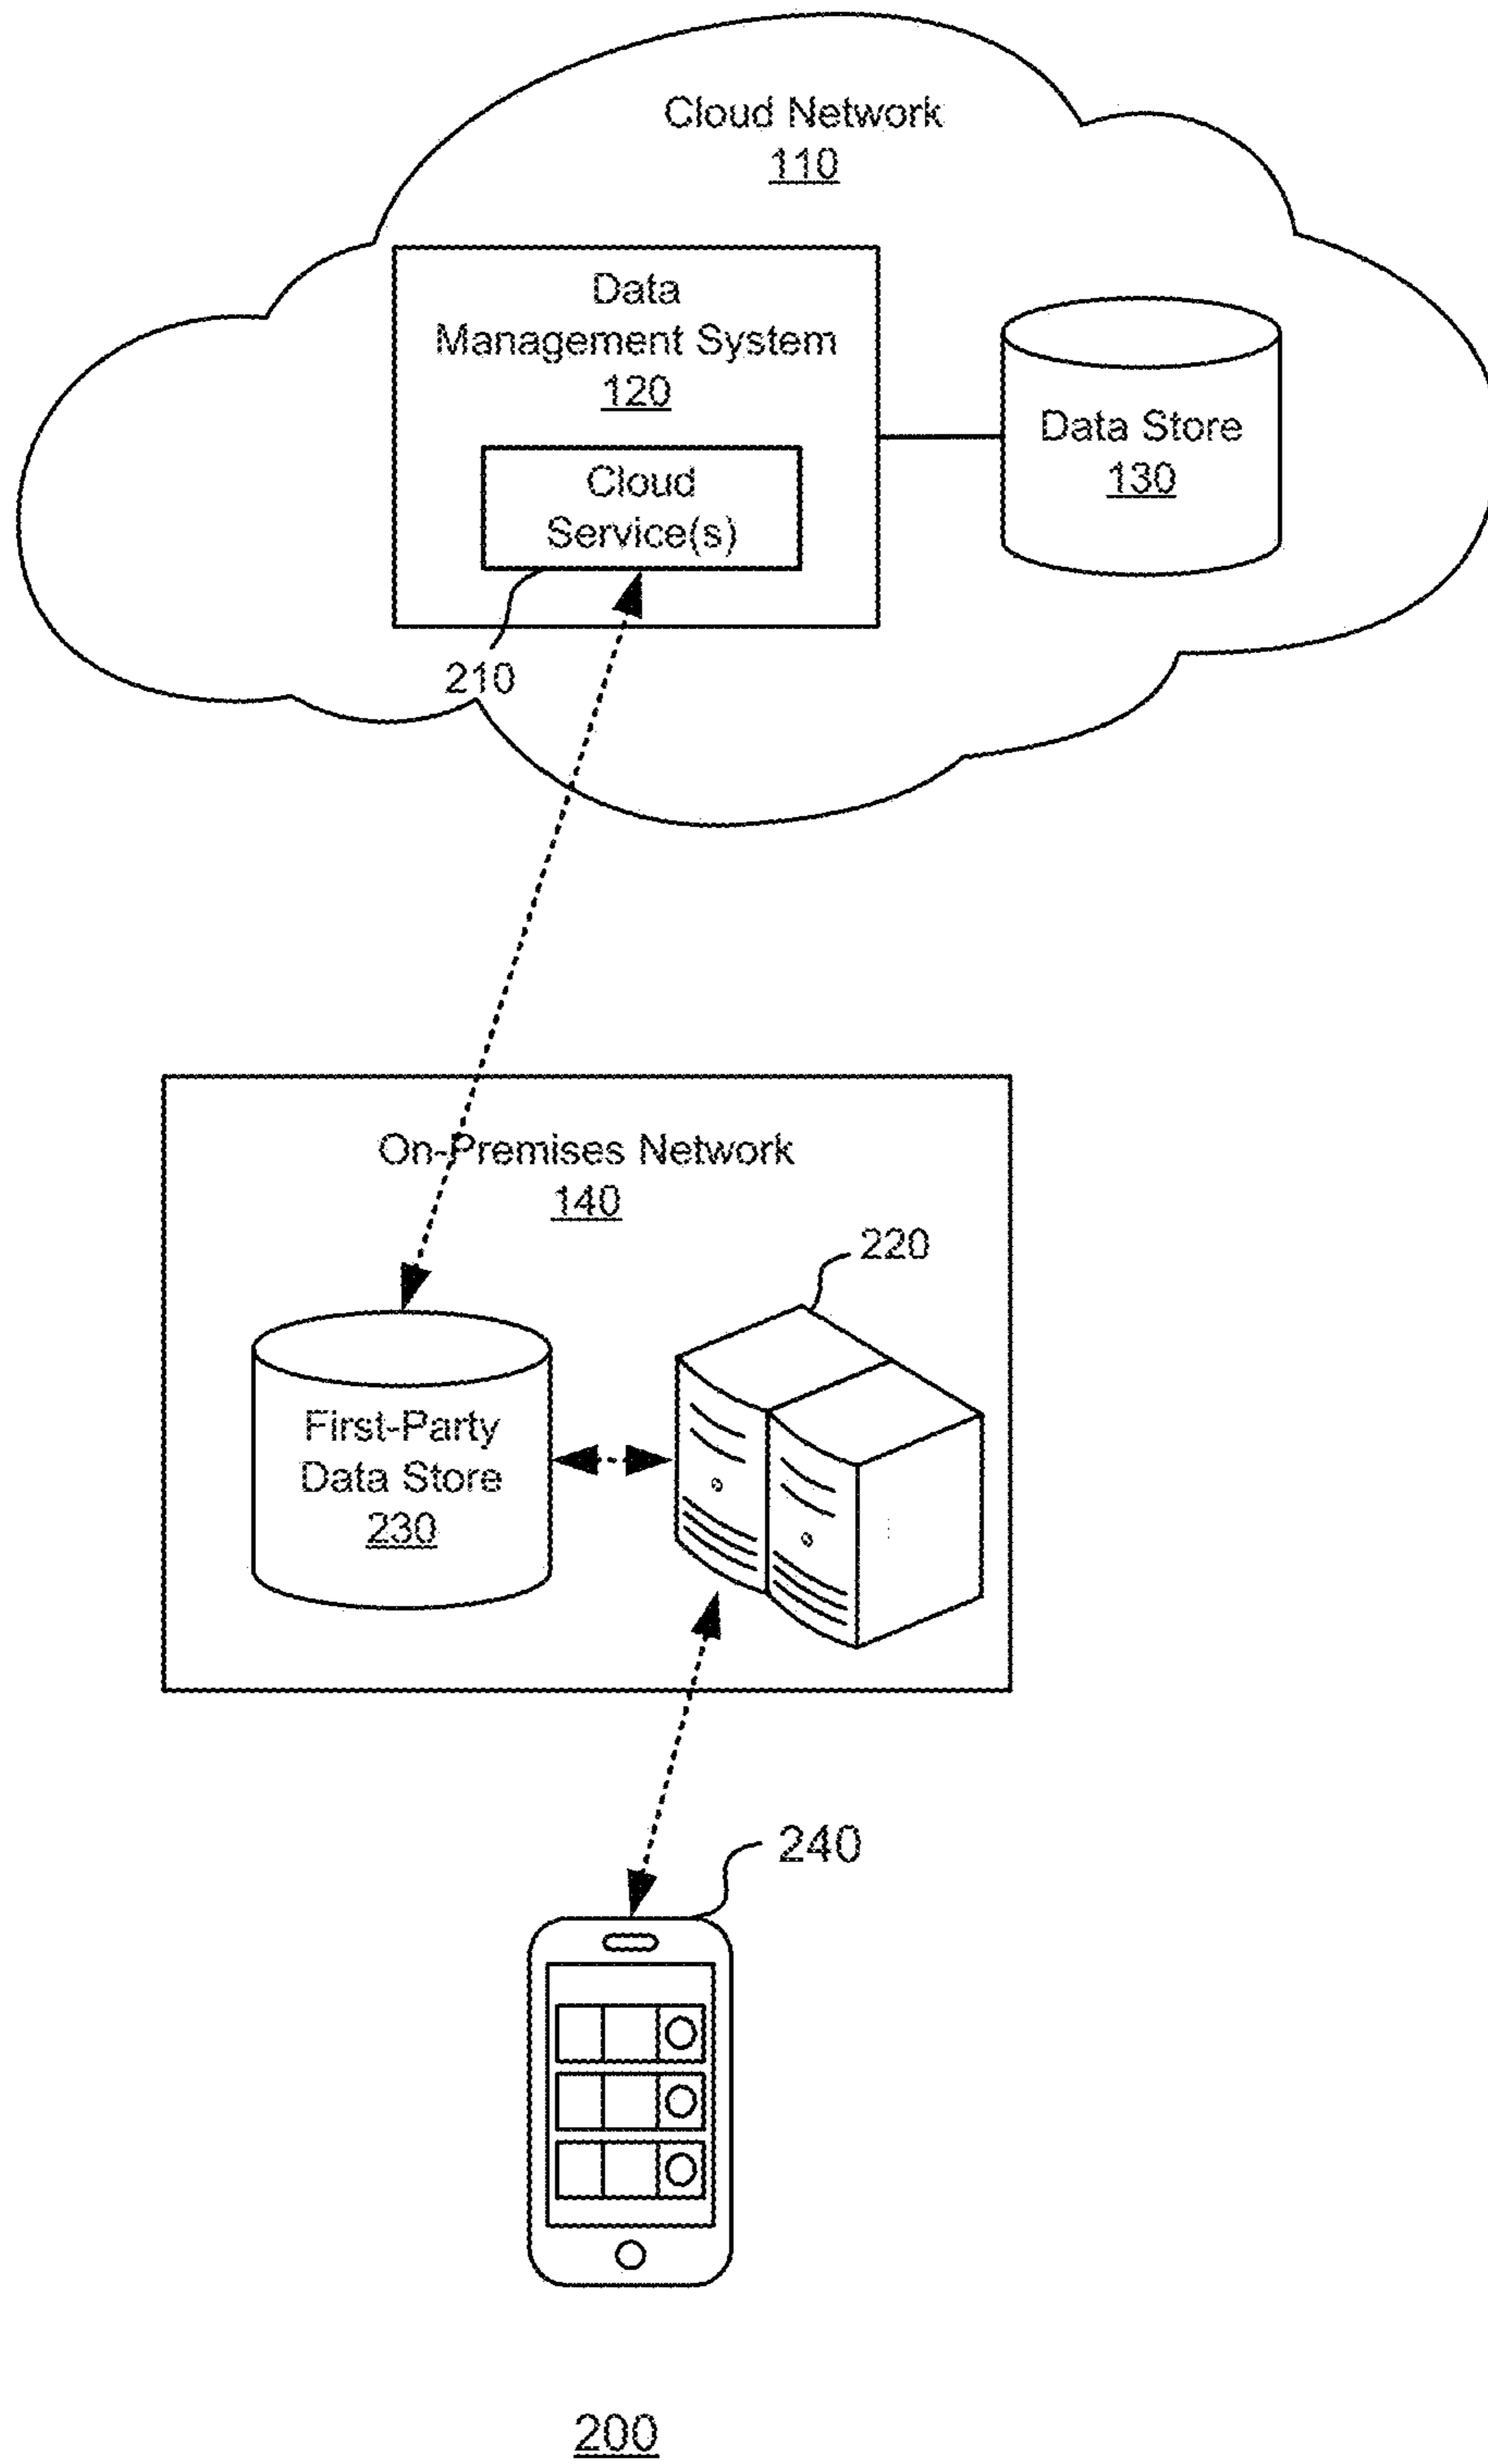 Cloud Network
110
Data
Management System
120
Cloud
Service(s)
Data Store
130
210
On-Premises Network
140
220
First-Party
Data Store
230
240
200